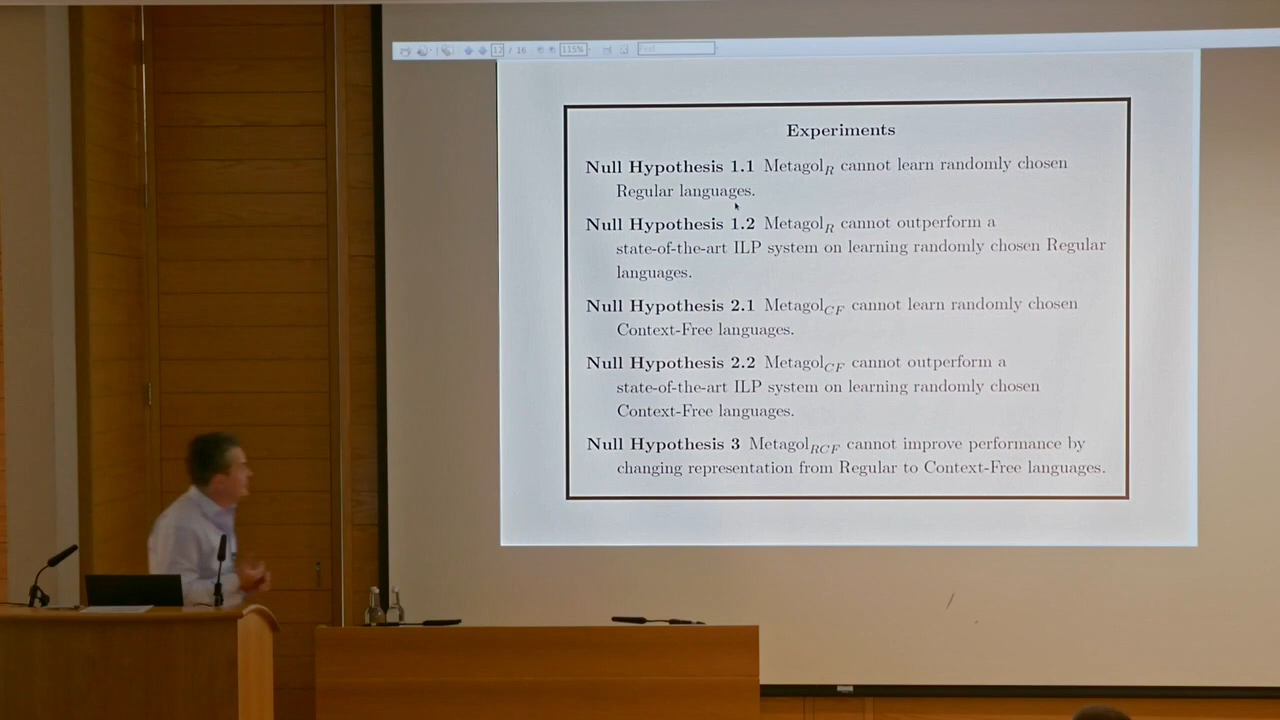 12 / 16 115% Find
Experiments
Null Hypothesis 1.1 Metagol_R cannot learn randomly chosen
Regular languages.
Null Hypothesis 1.2 Metagol_R cannot outperform a
state-of-the-art ILP system on learning randomly chosen Regular
languages.
Null Hypothesis 2.1 Metagol_CF cannot learn randomly chosen
Context-Free languages.
Null Hypothesis 2.2 Metagol_CF cannot outperform a
state-of-the-art ILP system on learning randomly chosen
Context-Free languages.
Null Hypothesis 3 Metagol_RCF cannot improve performance by
changing representation from Regular to Context-Free languages.